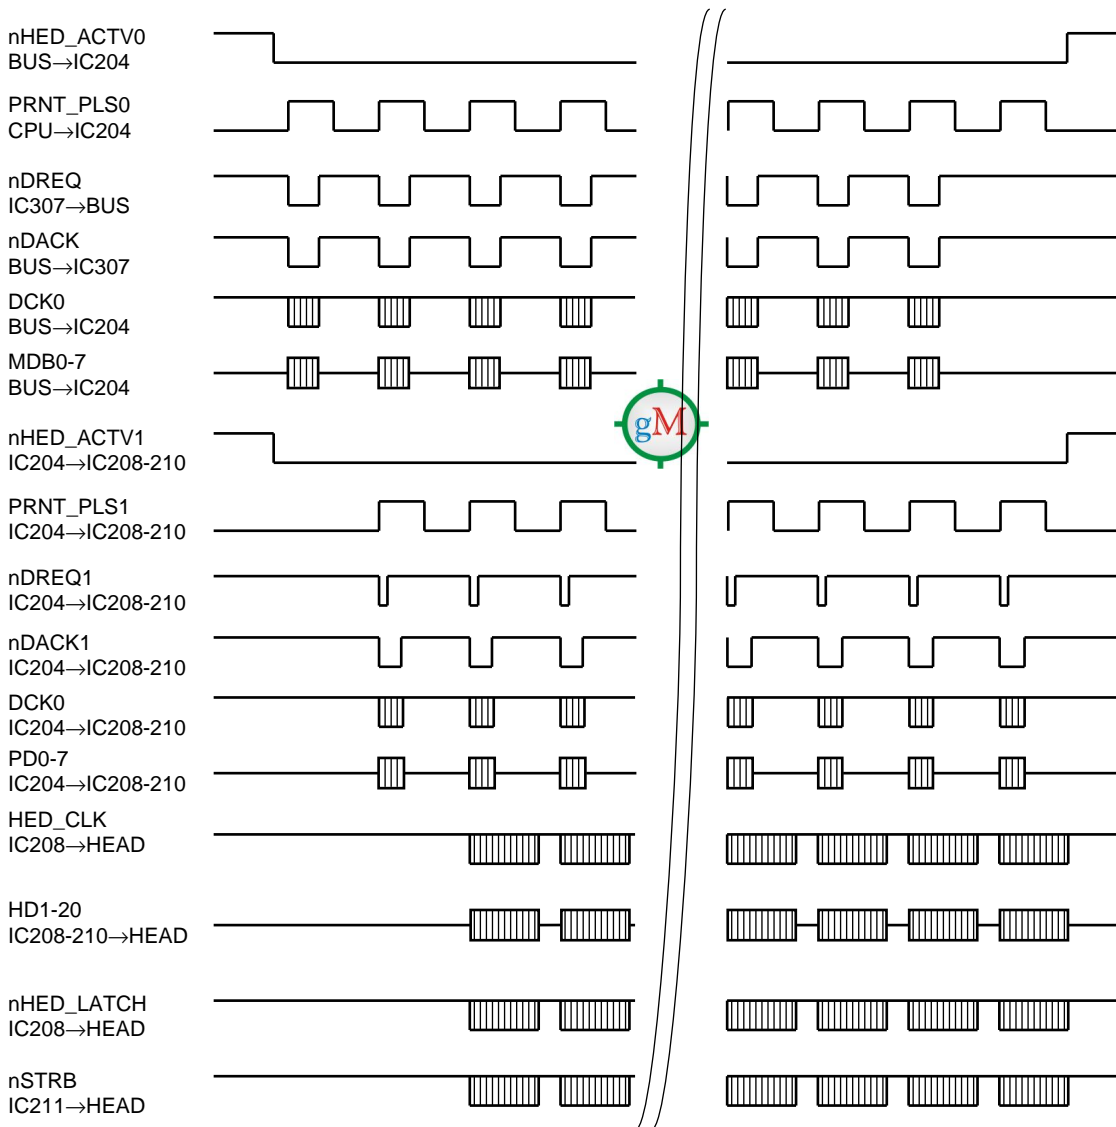 nHED_ACTV0
BUS→IC204
PRNT_PLS0
CPU→IC204
nDREQ
IC307→BUS
nDACK
BUS→IC307
DCK0
BUS→IC204
MDB0-7
BUS→IC204
gM
nHED_ACTV1
IC204→IC208-210
PRNT_PLS1
IC204→IC208-210
nDREQ1
IC204→IC208-210
nDACK1
IC204→IC208-210
DCK0
IC204→IC208-210
PD0-7
IC204→IC208-210
HED_CLK
IC208→HEAD
HD1-20
IC208-210→HEAD
nHED_LATCH
IC208→HEAD
nSTRB
IC211→HEAD